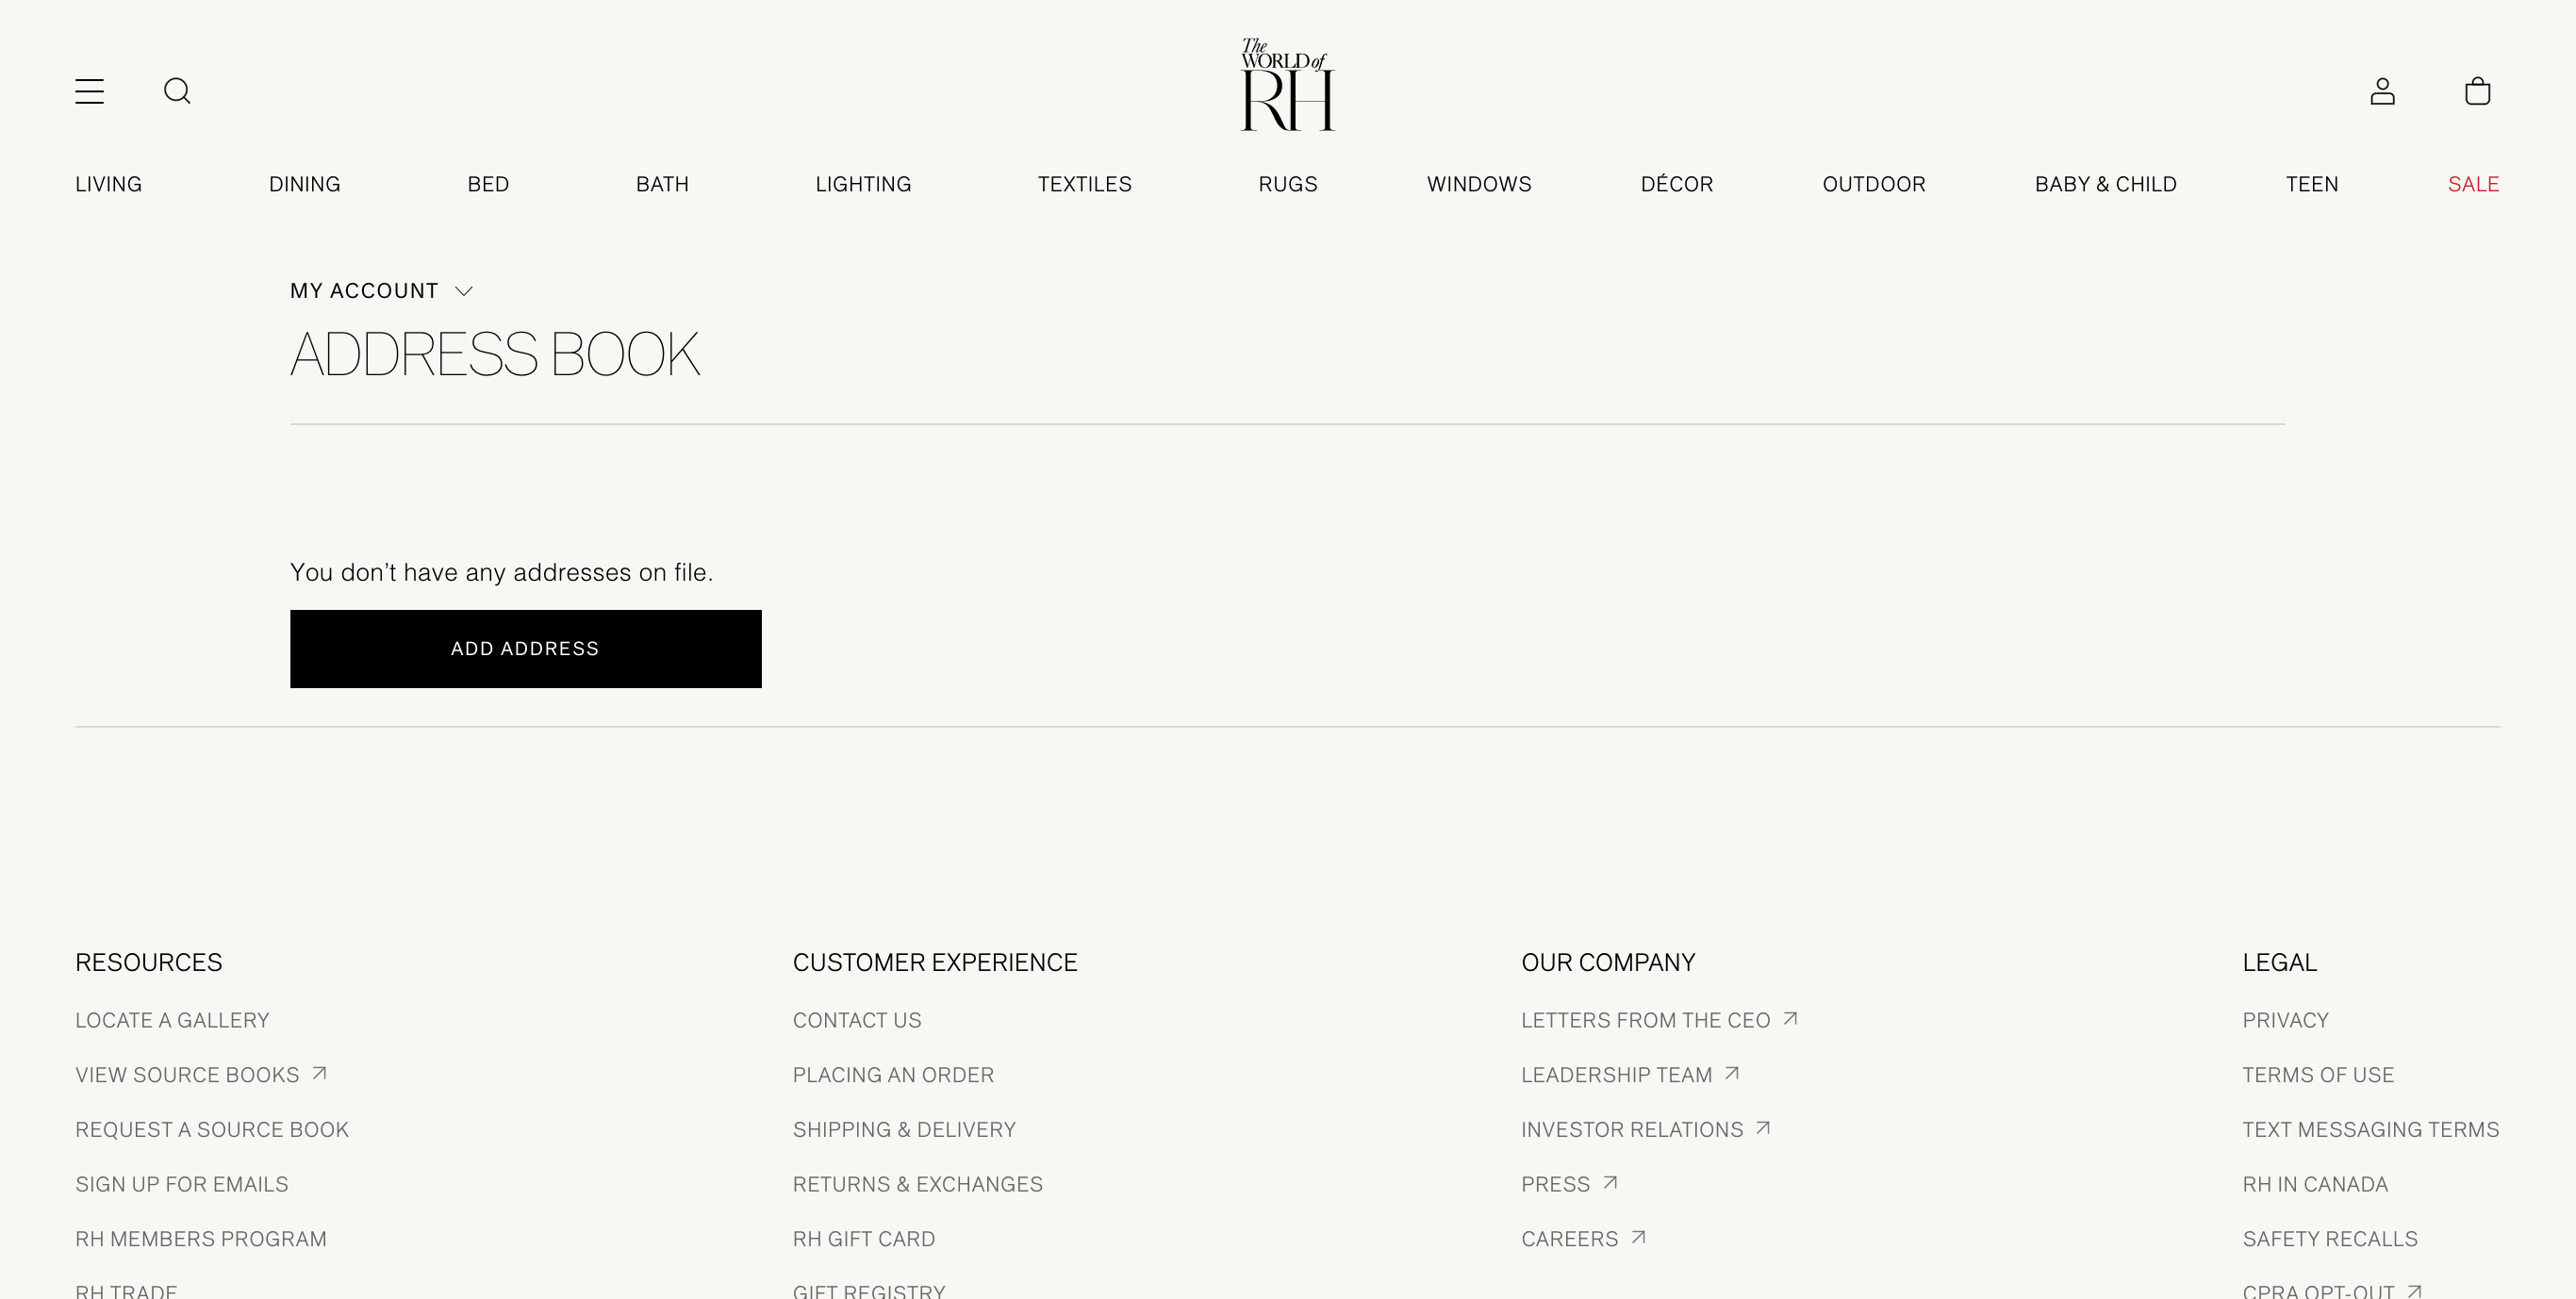 The
WORLD of
RH
LIVING DINING BED BATH LIGHTING TEXTILES RUGS WINDOWS DÉCOR OUTDOOR BABY & CHILD TEEN SALE
MY ACCOUNT
ADDRESS BOOK
You don’t have any addresses on file.
ADD ADDRESS
RESOURCES
LOCATE A GALLERY
VIEW SOURCE BOOKS
REQUEST A SOURCE BOOK
SIGN UP FOR EMAILS
RH MEMBERS PROGRAM
RH TRADE
CUSTOMER EXPERIENCE
CONTACT US
PLACING AN ORDER
SHIPPING & DELIVERY
RETURNS & EXCHANGES
RH GIFT CARD
GIFT REGISTRY
OUR COMPANY
LETTERS FROM THE CEO
LEADERSHIP TEAM
INVESTOR RELATIONS
PRESS
CAREERS
LEGAL
PRIVACY
TERMS OF USE
TEXT MESSAGING TERMS
RH IN CANADA
SAFETY RECALLS
CPRA OPT-OUT